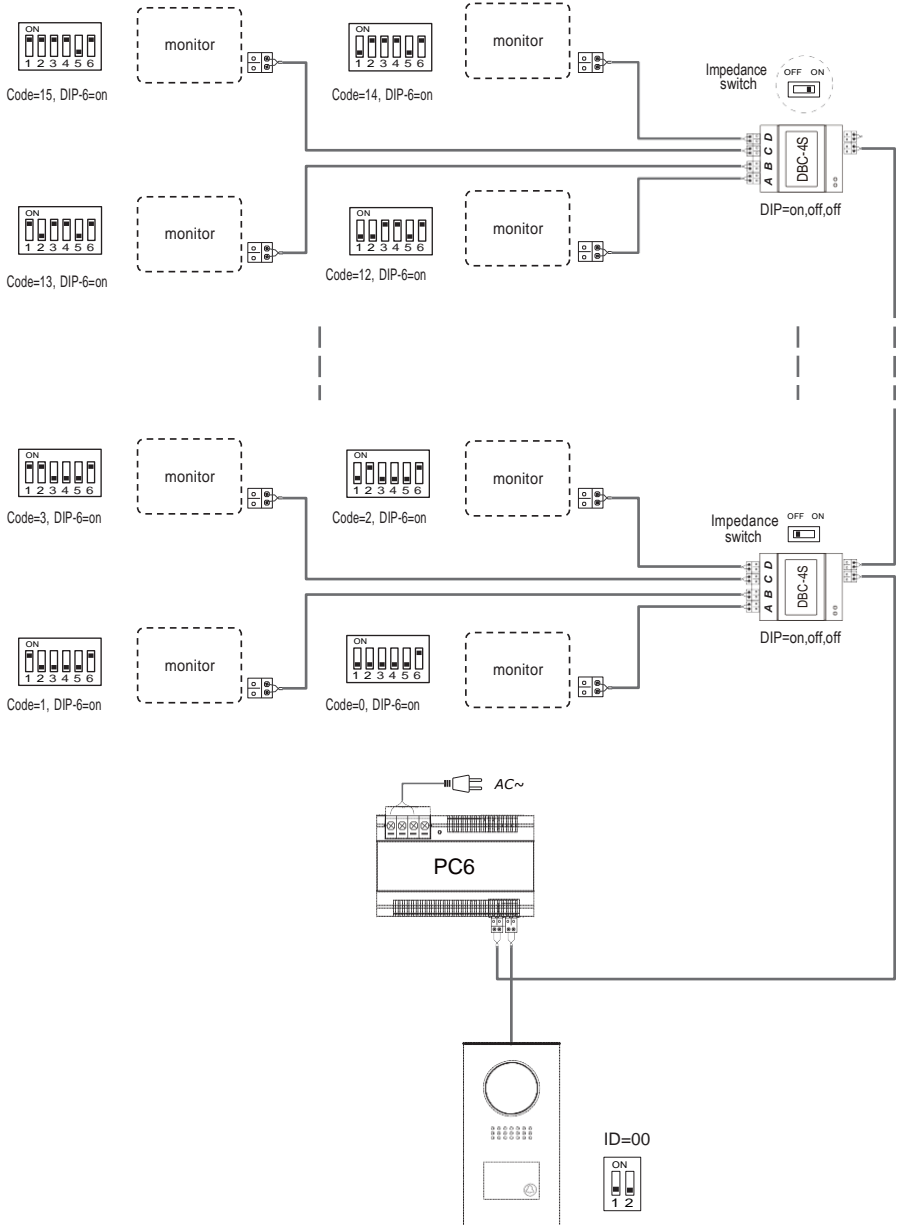 ON
1 2 3 4 5 6
Code=15, DIP-6=on
monitor
ON
1 2 3 4 5 6
Code=14, DIP-6=on
monitor
Impedance
switch
OFF ON
A B C D
DBC-4S
DIP=on,off,off
ON
1 2 3 4 5 6
Code=13, DIP-6=on
monitor
ON
1 2 3 4 5 6
Code=12, DIP-6=on
monitor
ON
1 2 3 4 5 6
Code=3, DIP-6=on
monitor
ON
1 2 3 4 5 6
Code=2, DIP-6=on
monitor
Impedance
switch
OFF ON
A B C D
DBC-4S
DIP=on,off,off
ON
1 2 3 4 5 6
Code=1, DIP-6=on
monitor
ON
1 2 3 4 5 6
Code=0, DIP-6=on
monitor
AC~
PC6
ID=00
ON
1 2